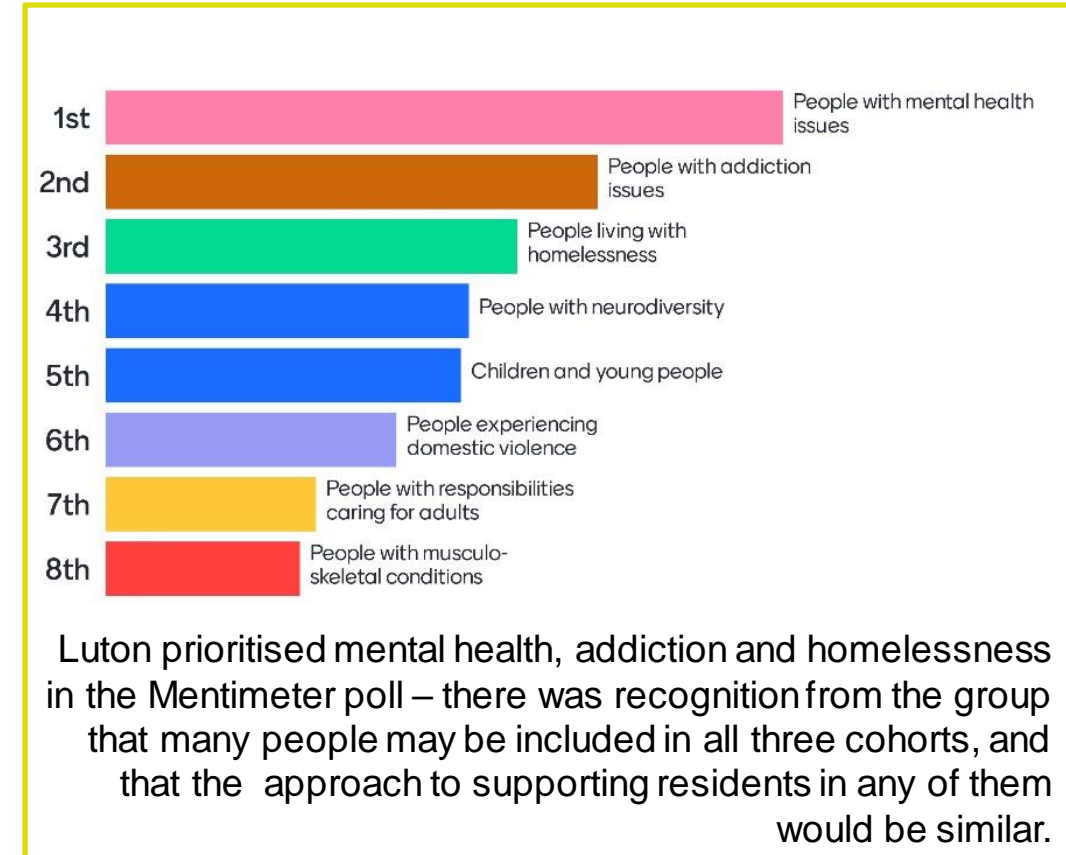 1st
People with mental health
issues
2nd
People with addiction
issues
3rd
People living with
homelessness
4th
People with neurodiversity
5th
Children and young people
6th
People experiencing
domestic violence
7th
People with responsibilities
caring for adults
8th
People with musculo-
skeletal conditions
Luton prioritised mental health, addiction and homelessness
in the Mentimeter poll – there was recognition from the group
that many people may be included in all three cohorts, and
that the approach to supporting residents in any of them
would be similar.